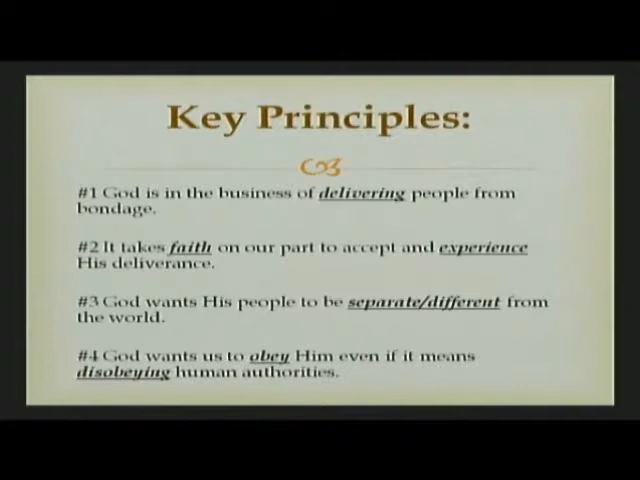 Key Principles:
#1 God is in the business of delivering people from
bondage.
#2 It takes faith on our part to accept and experience
His deliverance.
#3 God wants His people to be separate/different from
the world.
#4 God wants us to obey Him even if it means
disobeying human authorities.